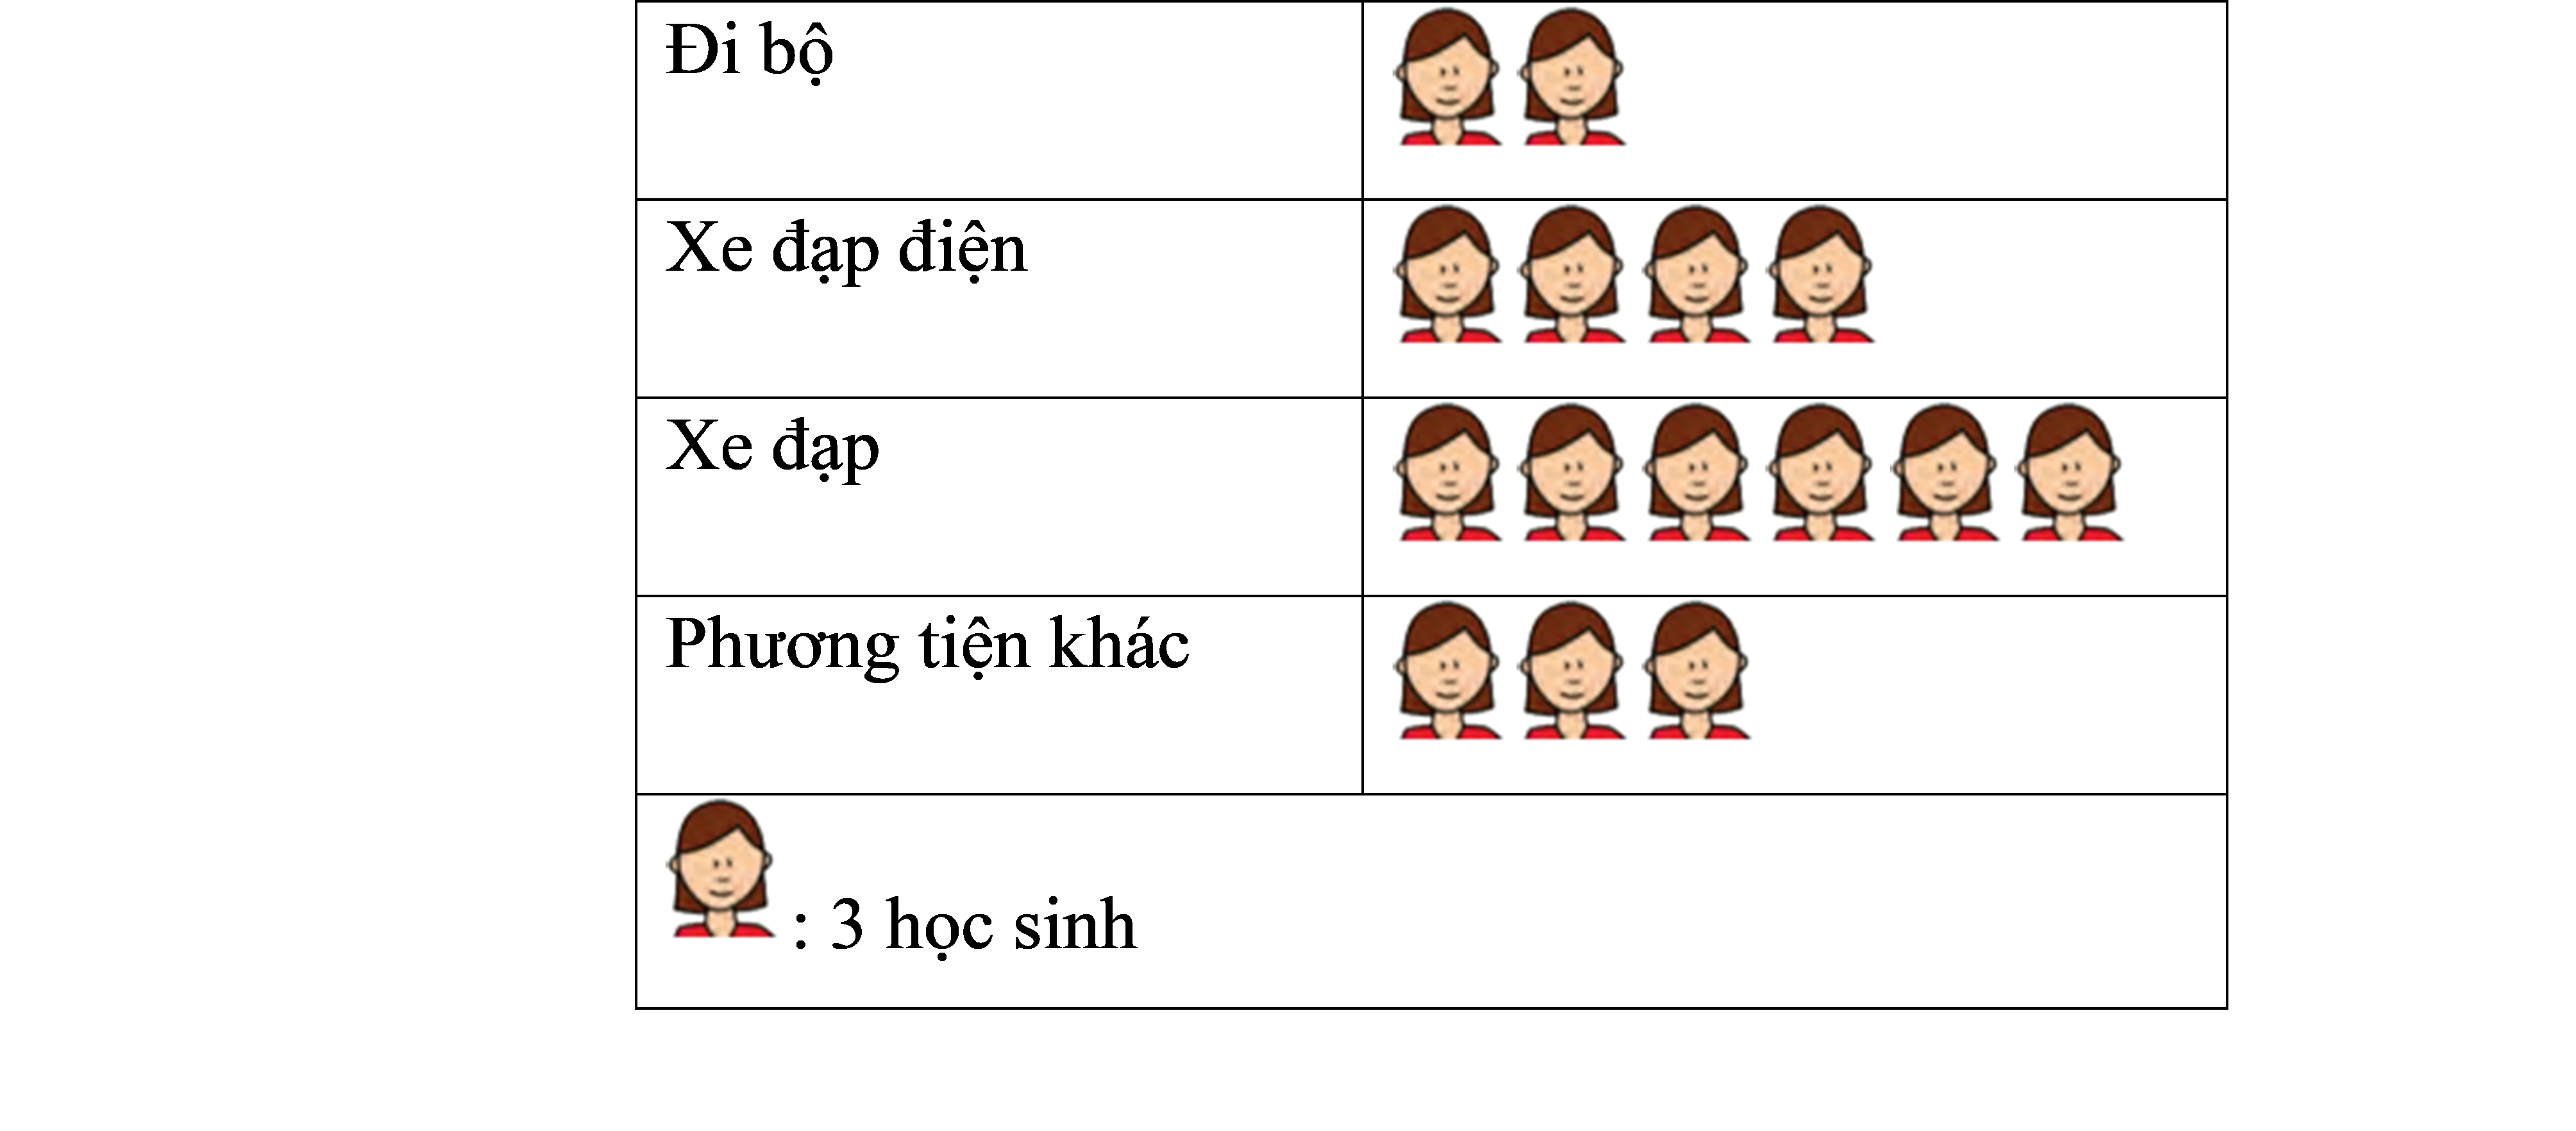 Đi bộ
Xe đạp điện
Xe đạp
Phương tiện khác
: 3 học sinh